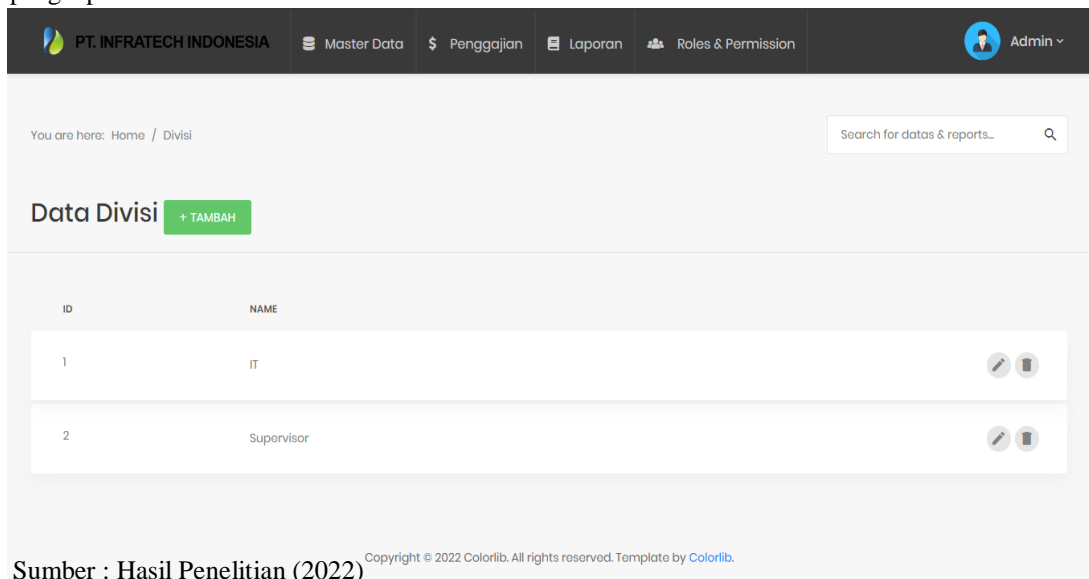 PT. INFRATECH INDONESIA Master Data $ Penggajian Laporan Roles & Permission Admin
You are here: Home / Divisi Search for datas & reports...
Data Divisi + TAMBAH
ID NAME
1 IT
2 Supervisor
Copyright © 2022 Colorlib. All rights reserved. Template by Colorlib.
Sumber : Hasil Penelitian (2022)